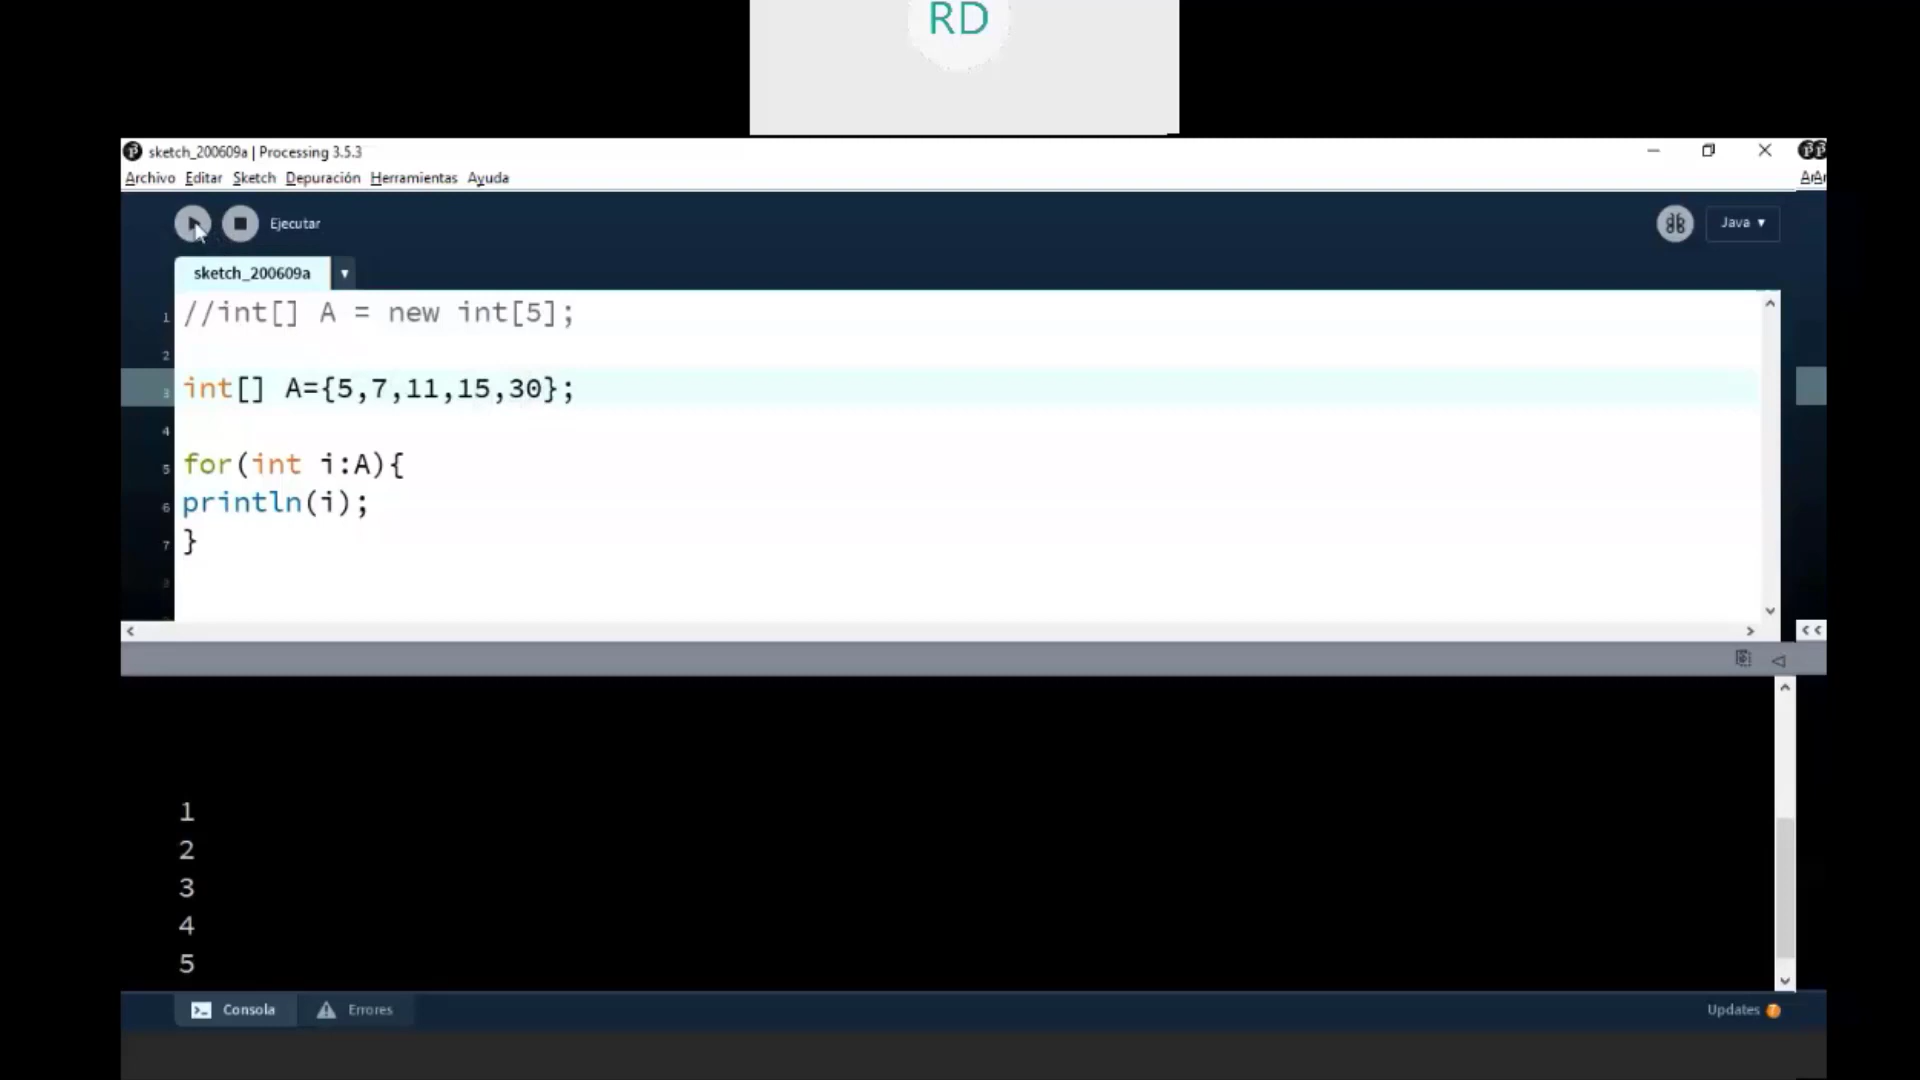 RD
sketch_200609a | Processing 3.5.3
Archivo Editar Sketch Depuración Herramientas Ayuda
Ejecutar
Java
sketch_200609a
1 //int[] A = new int[5];
2
3 int[] A={5,7,11,15,30};
4
5 for(int i:A){
6 println(i);
7 }
8
1
2
3
4
5
Consola Errores Updates